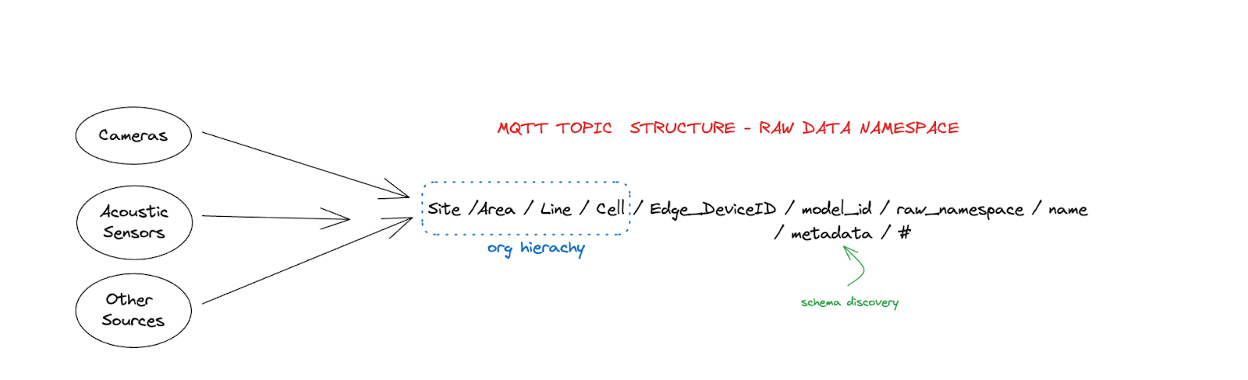 MQTT TOPIC STRUCTURE - RAW DATA NAMESPACE
Cameras
Acoustic
Sensors
Other
Sources
Site /Area / Line / Cell / Edge_DeviceID / model_id / raw_namespace / name
/ metadata / #
org hierachy
schema discovery